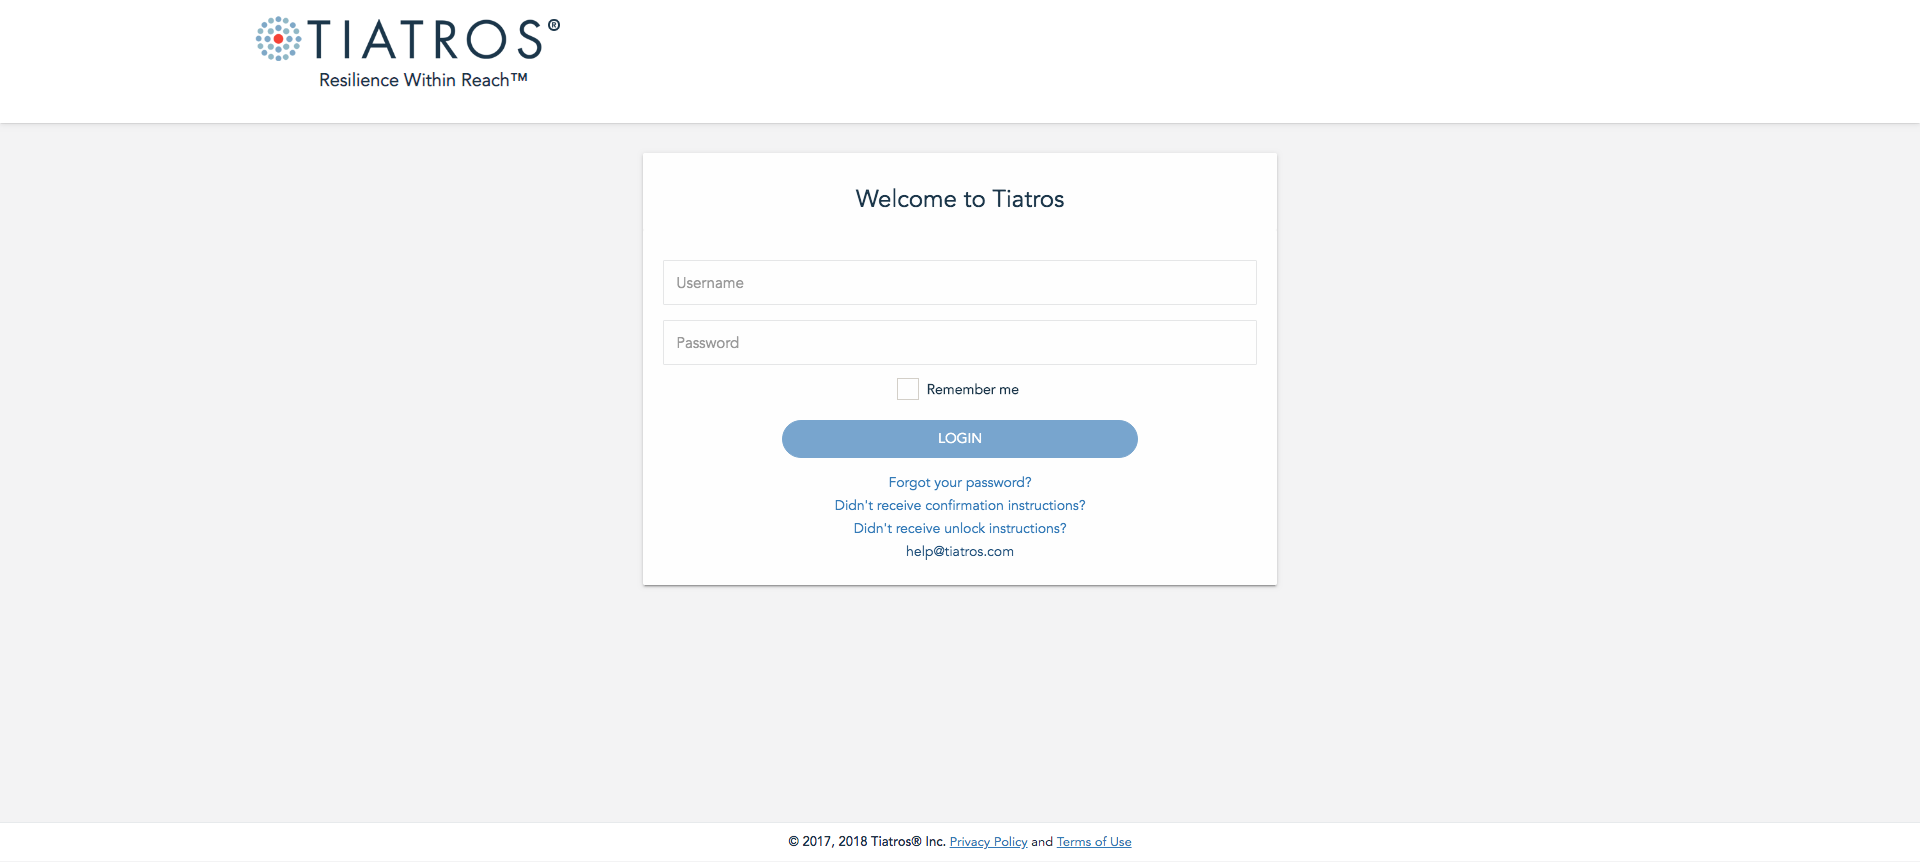 TIATROS®
Resilience Within Reach™
Welcome to Tiatros
Username
Password
Remember me
LOGIN
Forgot your password?
Didn't receive confirmation instructions?
Didn't receive unlock instructions?
help@tiatros.com
© 2017, 2018 Tiatros® Inc. Privacy Policy and Terms of Use